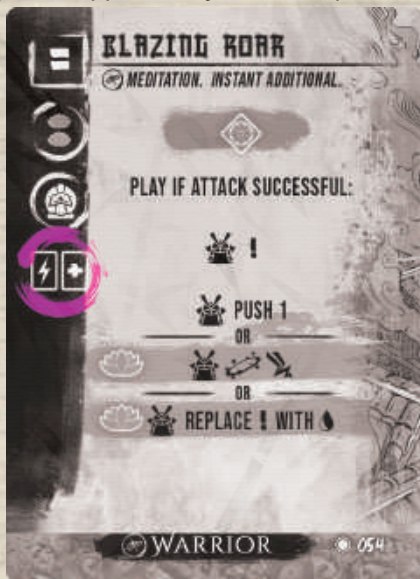 BLAZING ROAR
MEDITATION. INSTANT ADDITIONAL.
PLAY IF ATTACK SUCCESSFUL:
!
PUSH 1
OR
OR
REPLACE ! WITH
WARRIOR 054